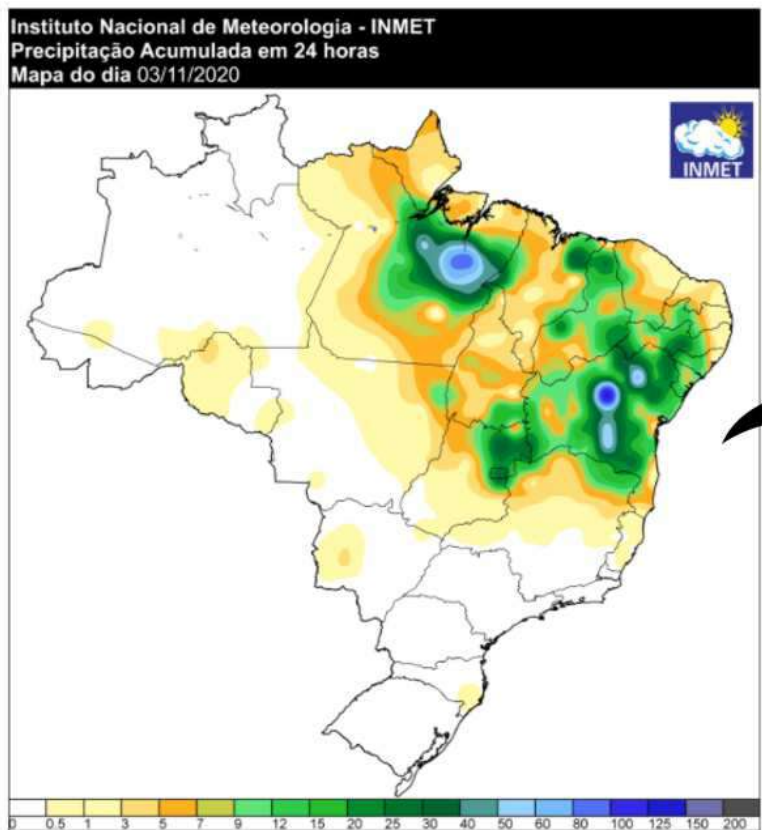 Instituto Nacional de Meteorologia - INMET
Precipitação Acumulada em 24 horas
Mapa do dia 03/11/2020
INMET
0 0.5 1 3 5 7 9 12 15 20 25 30 40 50 60 80 100 125 150 200